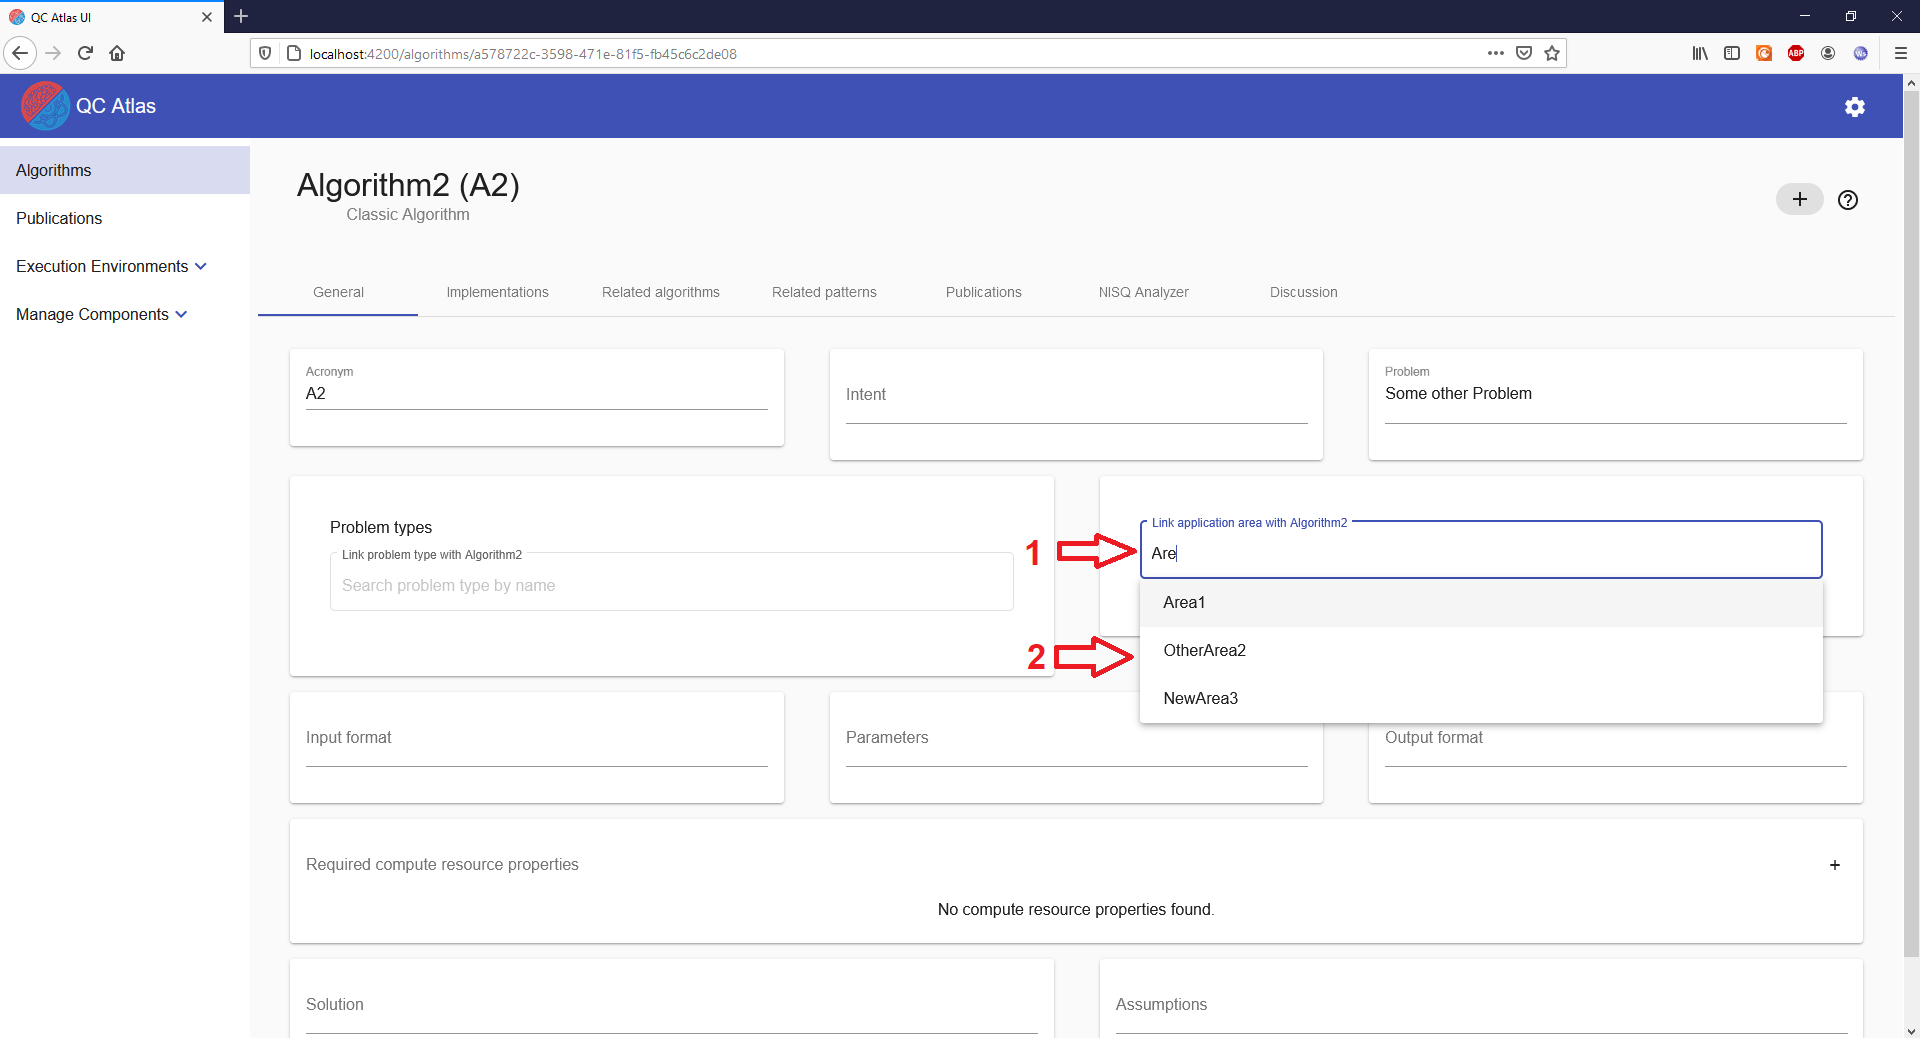 QC Atlas UI
localhost:4200/algorithms/a578722c-3598-471e-81f5-fb45c6c2de08
ABP
QC Atlas
Algorithms
Publications
Execution Environments
Manage Components
Algorithm2 (A2)
Classic Algorithm
General Implementations Related algorithms Related patterns Publications NISQ Analyzer Discussion
Acronym
A2
Intent
Problem
Some other Problem
Problem types
Link problem type with Algorithm2
Search problem type by name
Link application area with Algorithm2
1
Are
Area1
2
OtherArea2
NewArea3
Input format
Parameters
Output format
Required compute resource properties
+
No compute resource properties found.
Solution
Assumptions